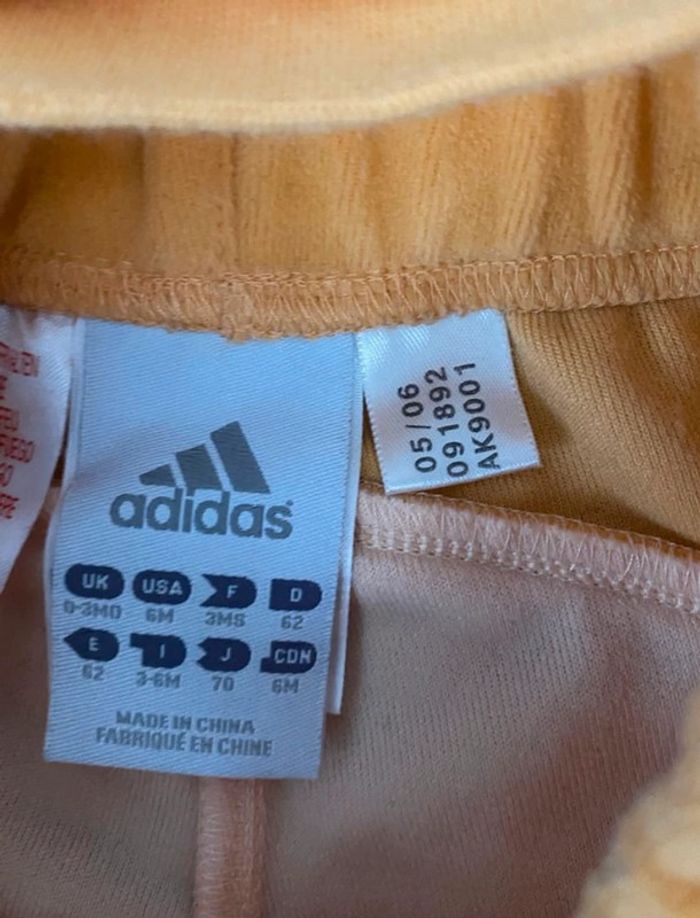 adidas
UK USA F D
0-3MO 6M 3MS 62
E I J CDN
62 3-6M 70 6M
MADE IN CHINA
FABRIQUÉ EN CHINE
05/06
091892
AK9001
FUEGO